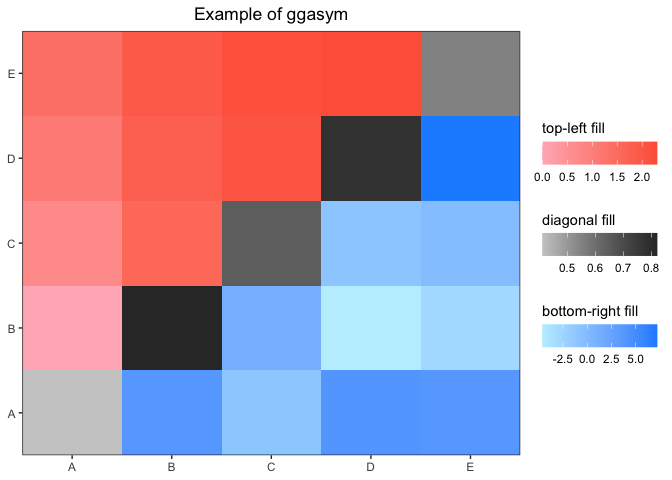 Example of ggasym
E
D
C
B
A
A B C D E
top-left fill
0.0 0.5 1.0 1.5 2.0
diagonal fill
0.5 0.6 0.7 0.8
bottom-right fill
-2.5 0.0 2.5 5.0